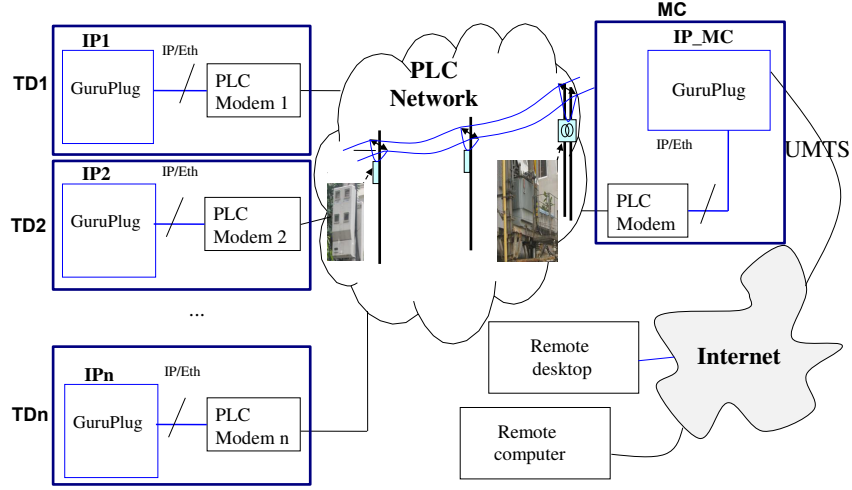 MC
IP1
IP/Eth
TD1
GuruPlug
PLC
Modem 1
PLC
Network
IP_MC
GuruPlug
IP/Eth
UMTS
PLC
Modem
IP2
IP/Eth
TD2
GuruPlug
PLC
Modem 2
...
IPn
IP/Eth
TDn
GuruPlug
PLC
Modem n
Remote
desktop
Internet
Remote
computer